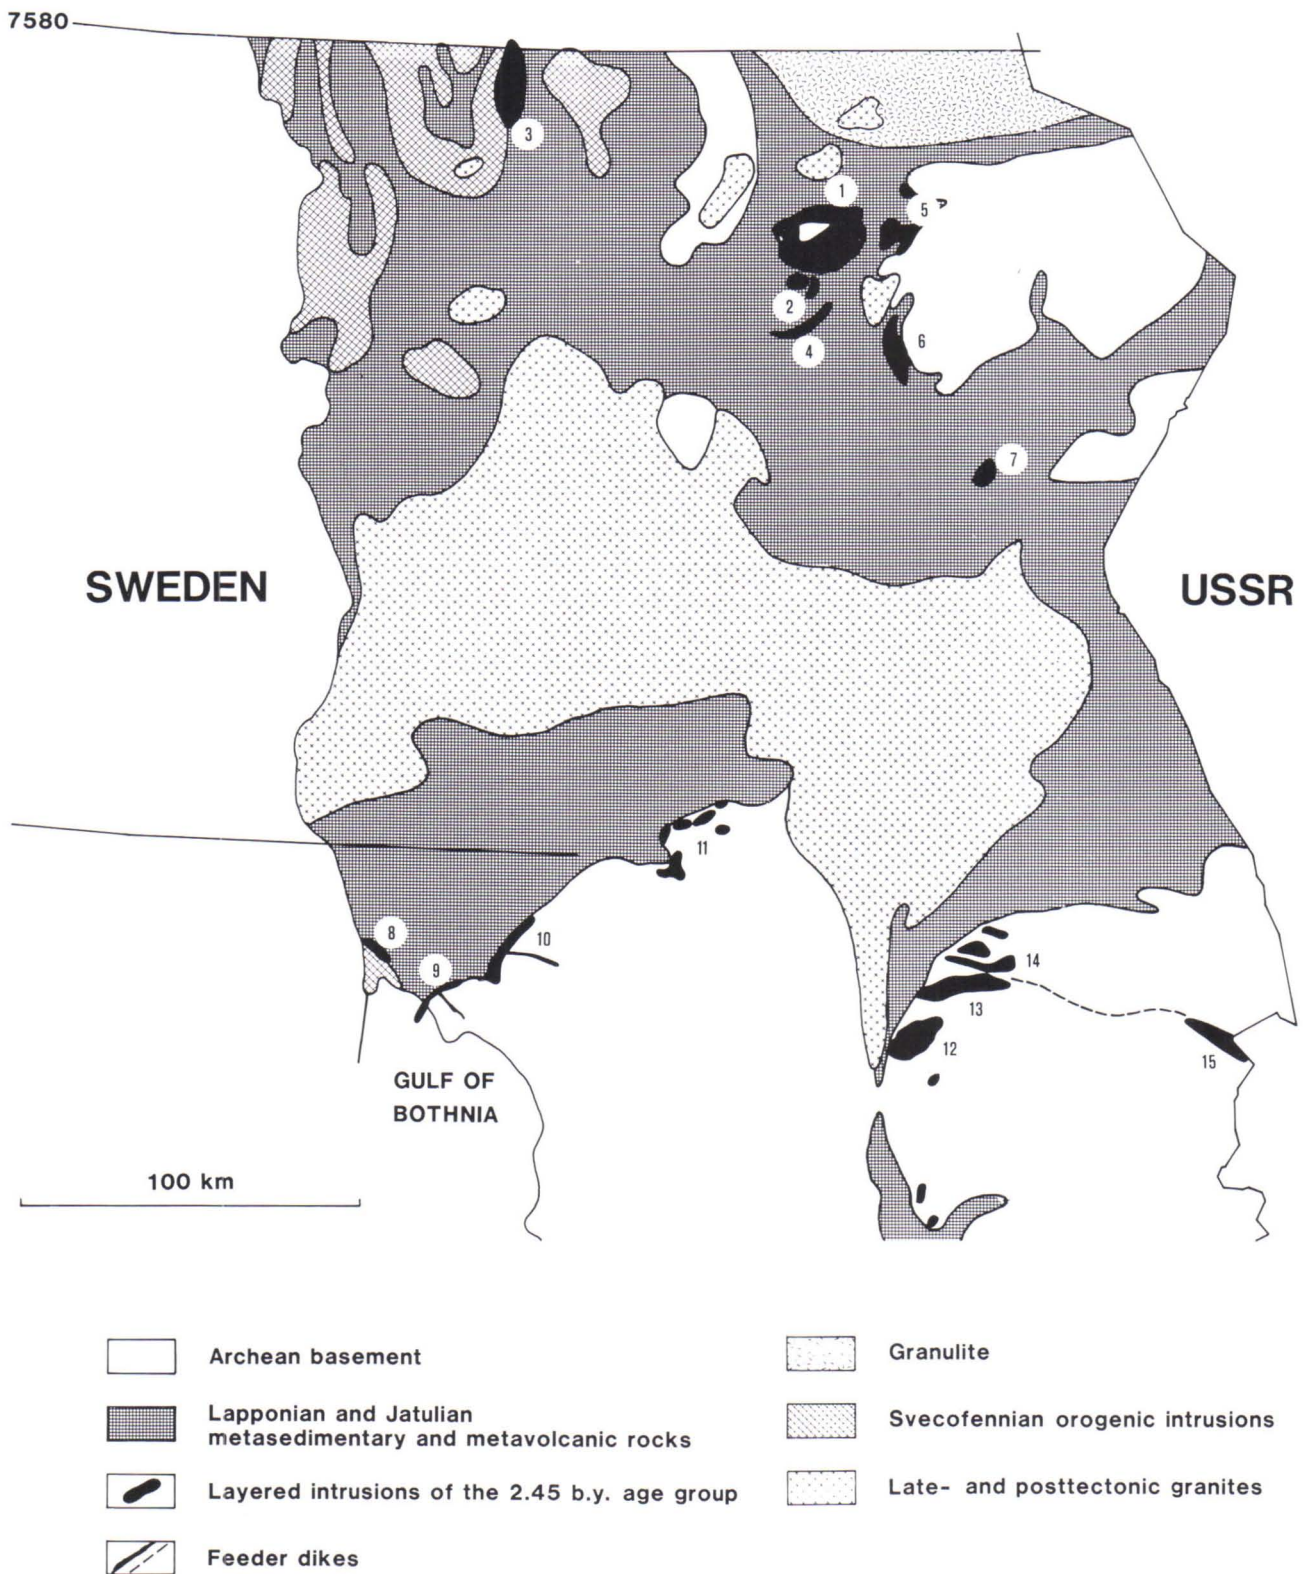 7580
3
1
5
2
4
6
7
SWEDEN
USSR
11
8
10
9
14
13
12
15
GULF OF
BOTHNIA
100 km
Archean basement
Lapponian and Jatulian
metasedimentary and metavolcanic rocks
Layered intrusions of the 2.45 b.y. age group
Feeder dikes
Granulite
Svecofennian orogenic intrusions
Late- and posttectonic granites